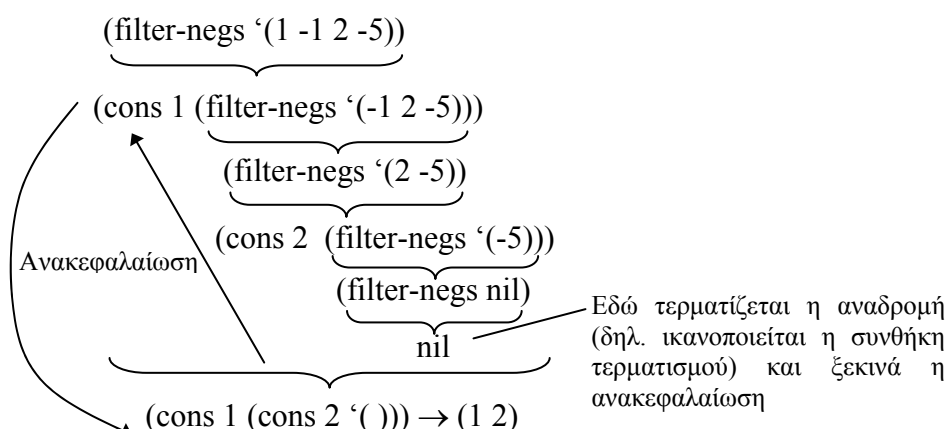 (filter-negs ‘(1 -1 2 -5))
(cons 1 (filter-negs ‘(-1 2 -5)))
(filter-negs ‘(2 -5))
(cons 2 (filter-negs ‘(-5)))
Ανακεφαλαίωση
(filter-negs nil)
nil
Εδώ τερματίζεται η αναδρομή
(δηλ. ικανοποιείται η συνθήκη
τερματισμού) και ξεκινά η
ανακεφαλαίωση
(cons 1 (cons 2 ‘( ))) → (1 2)